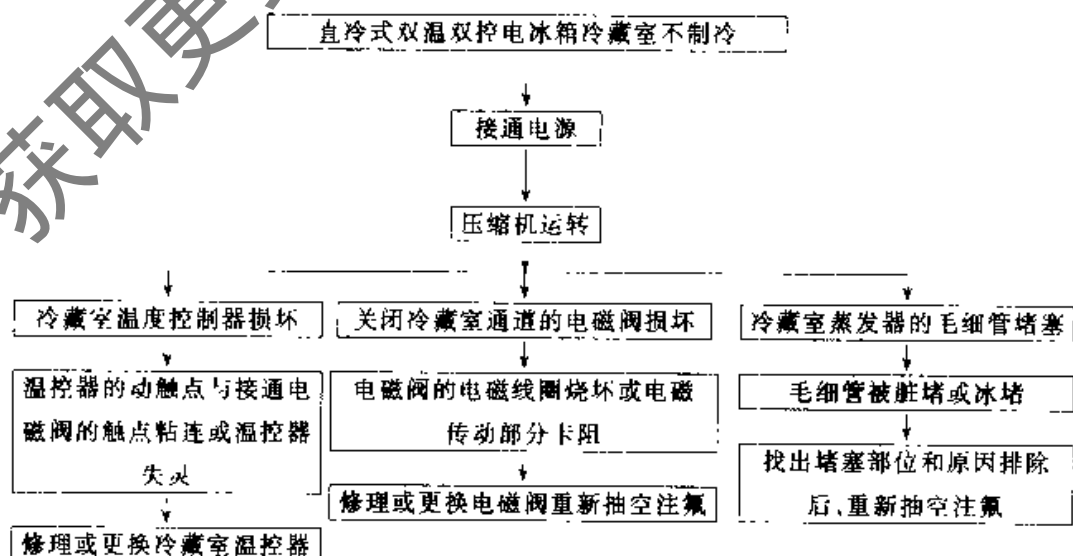 直冷式双温双控电冰箱冷藏室不制冷
接通电源
压缩机运转
冷藏室温度控制器损坏
温控器的动触点与接通电
磁阀的触点粘连或温控器
失灵
修理或更换冷藏室温控器
关闭冷藏室通道的电磁阀损坏
电磁阀的电磁线圈烧坏或电磁
传动部分卡阻
修理或更换电磁阀重新抽空注氟
冷藏室蒸发器的毛细管堵塞
毛细管被脏堵或冰堵
找出堵塞部位和原因排除
后、重新抽空注氟
获取更